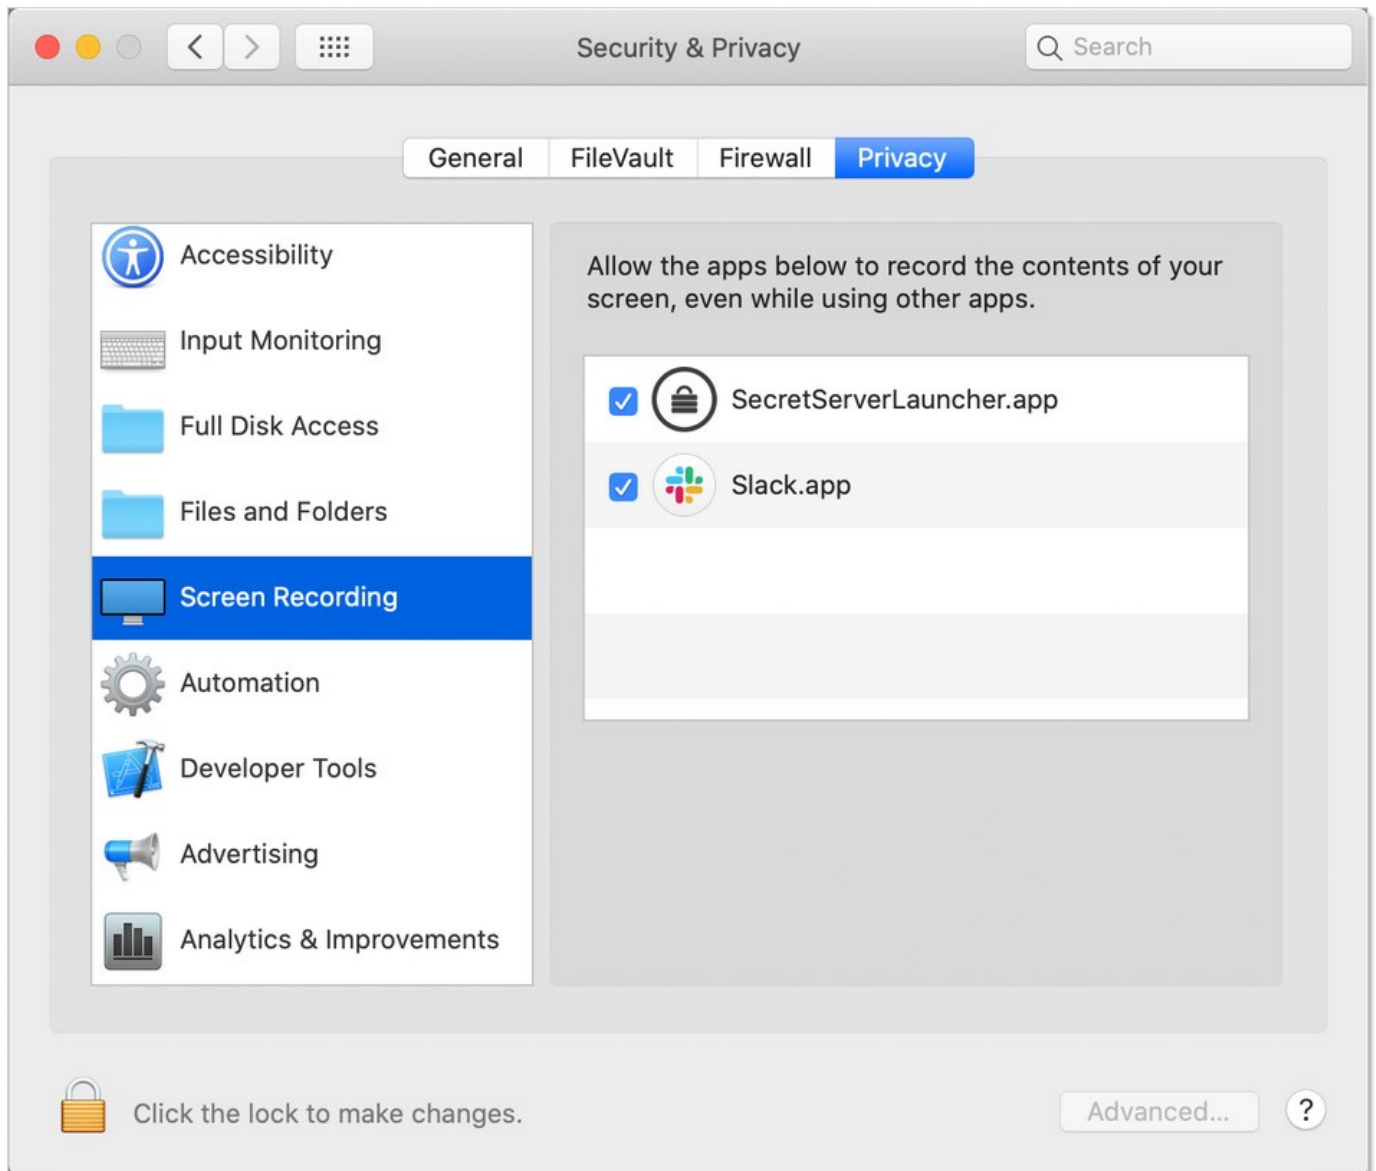 Security & Privacy
Search
General
FileVault
Firewall
Privacy
Accessibility
Input Monitoring
Full Disk Access
Files and Folders
Screen Recording
Automation
Developer Tools
Advertising
Analytics & Improvements
Allow the apps below to record the contents of your
screen, even while using other apps.
SecretServerLauncher.app
Slack.app
Click the lock to make changes.
Advanced...
?